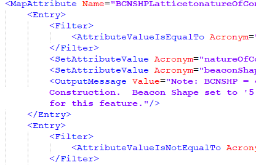 <MapAttribute Name="BCNSHPLatticetonatureofCon
<Entry>
<Filter>
<AttributeValueIsEqualTo Acronym="
</Filter>
<SetAttributeValue Acronym="natureOfCo
<SetAttributeValue Acronym="beaconShap
<OutputMessage Value="Note: BCNSHP =
Construction.  Beacon Shape set to '5
for this feature."/>
</Entry>
<Entry>
<Filter>
<AttributeValueIsNotEqualTo Acronym=
</Filter>